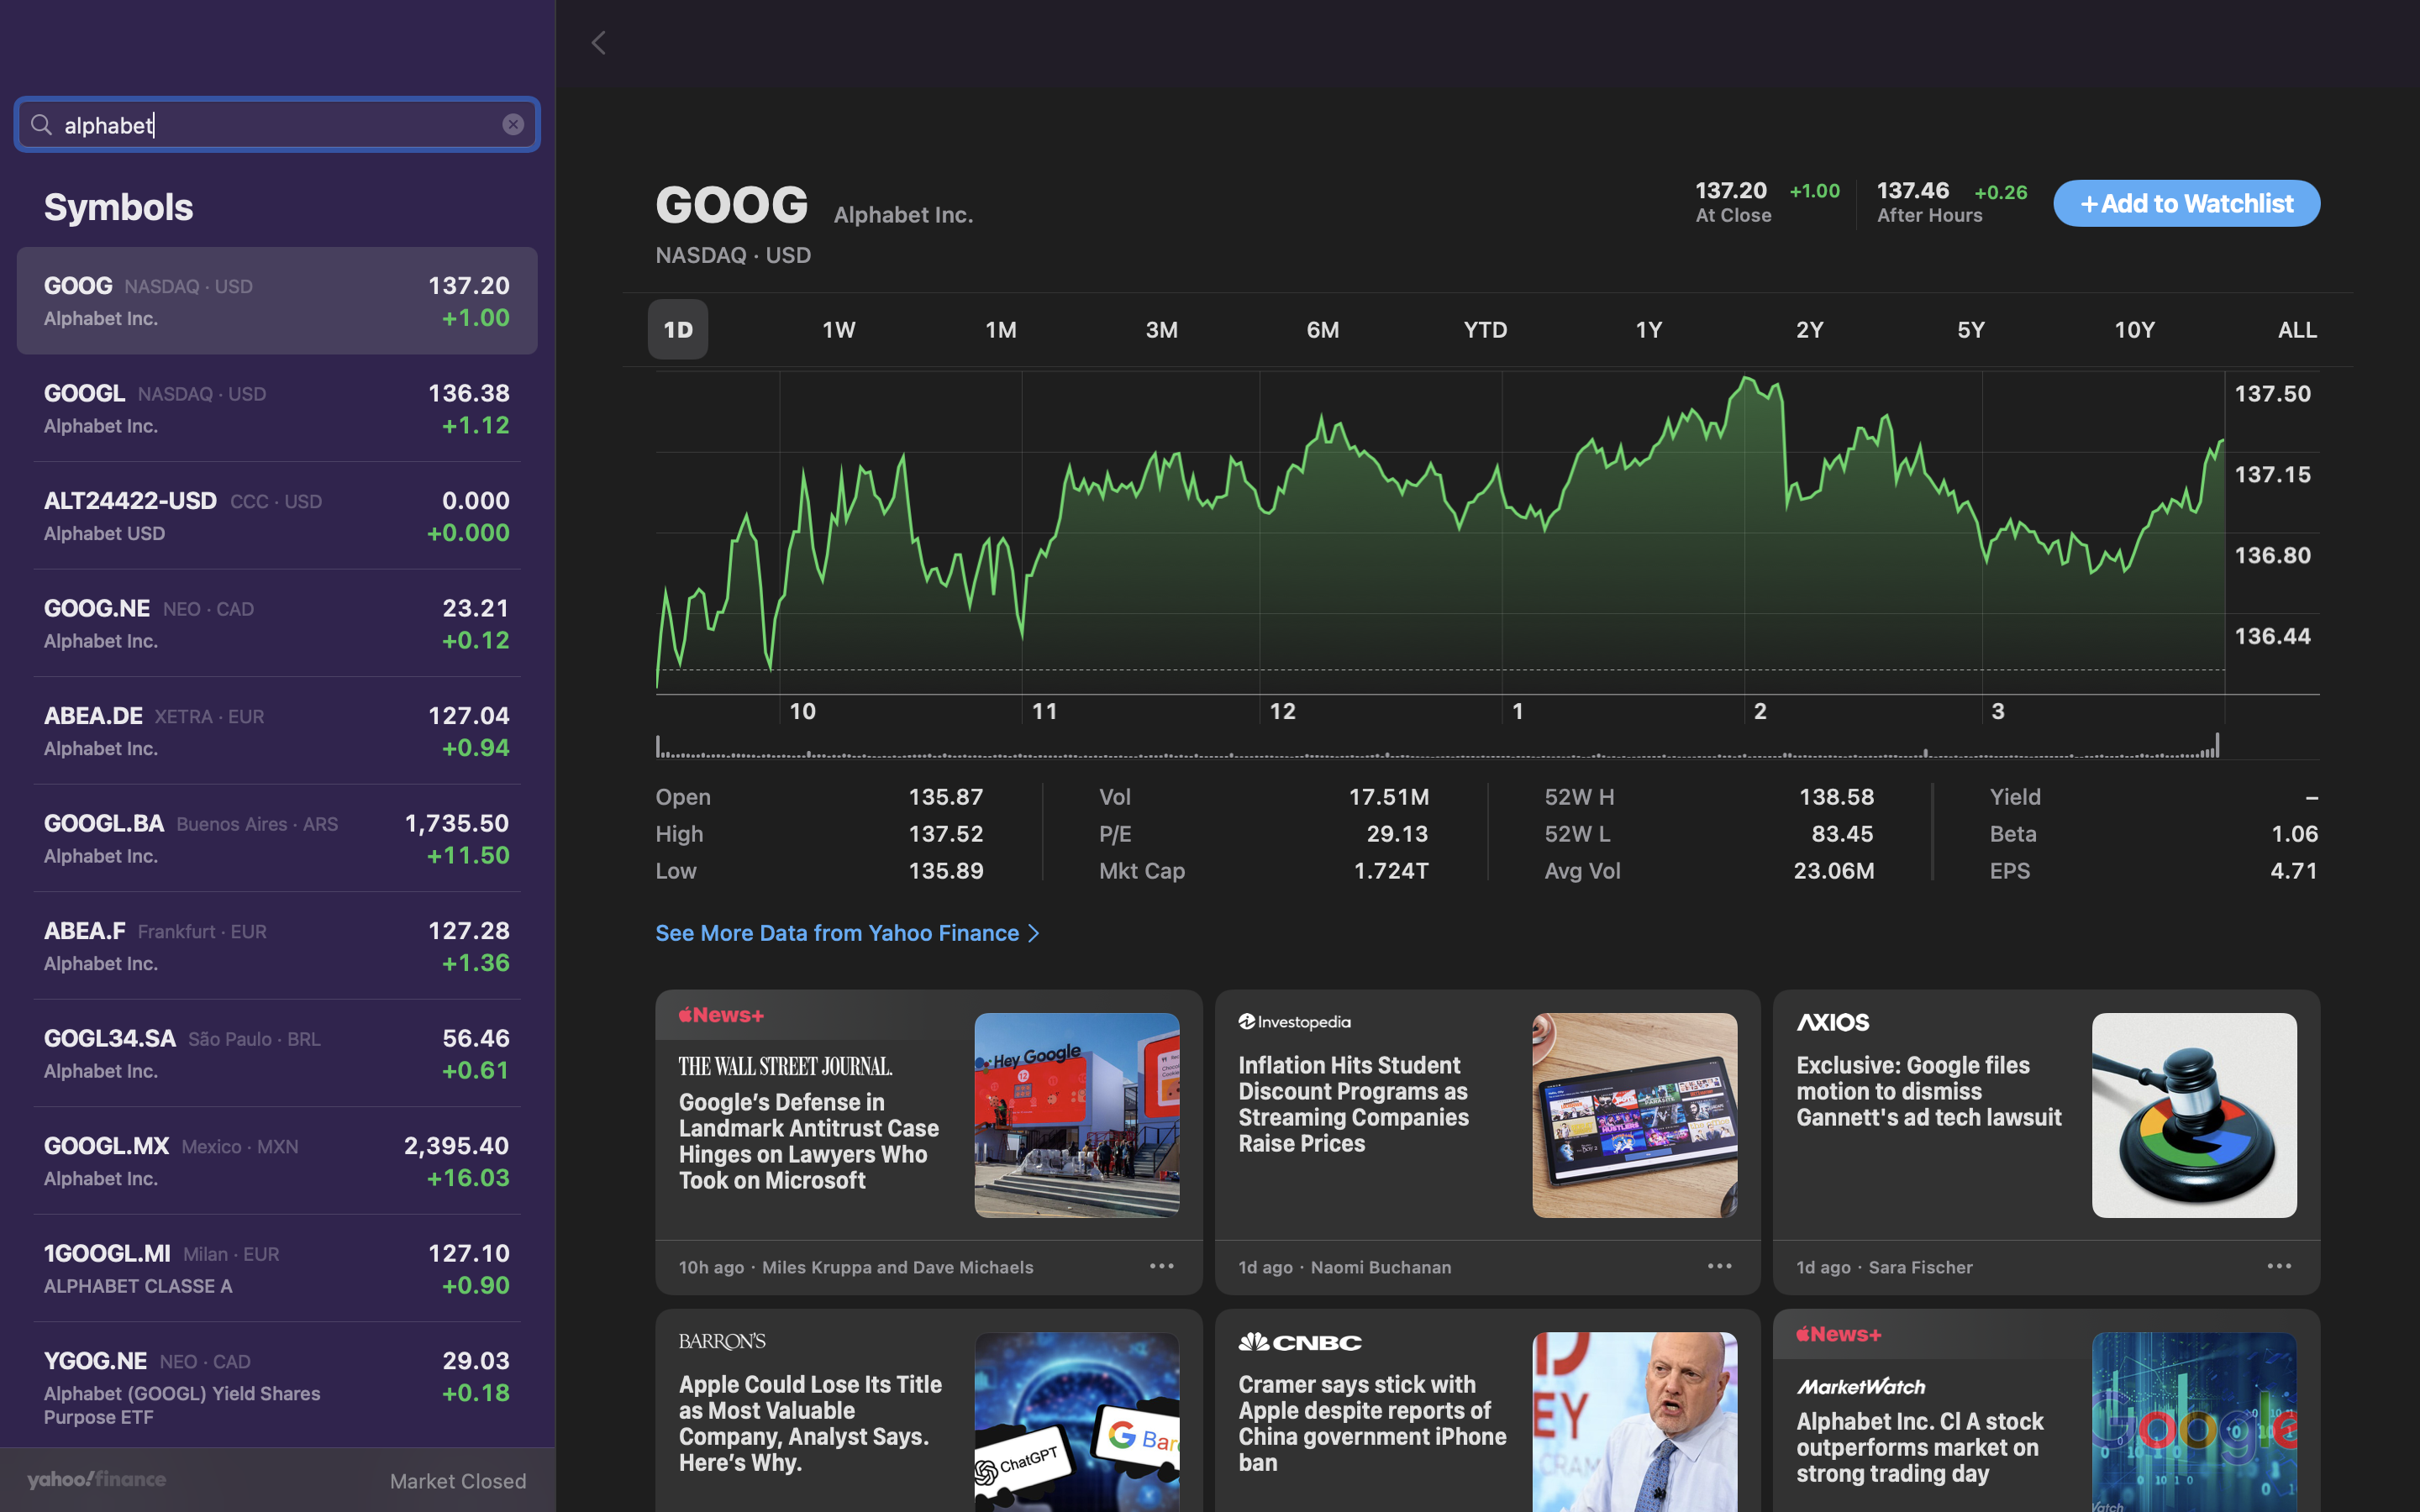 alphabet
Symbols
GOOG NASDAQ · USD 137.20
Alphabet Inc. +1.00
GOOGL NASDAQ · USD 136.38
Alphabet Inc. +1.12
ALT24422-USD CCC · USD 0.000
Alphabet USD +0.000
GOOG.NE NEO · CAD 23.21
Alphabet Inc. +0.12
ABEA.DE XETRA · EUR 127.04
Alphabet Inc. +0.94
GOOGL.BA Buenos Aires · ARS 1,735.50
Alphabet Inc. +11.50
ABEA.F Frankfurt · EUR 127.28
Alphabet Inc. +1.36
GOGL34.SA São Paulo · BRL 56.46
Alphabet Inc. +0.61
GOOGL.MX Mexico · MXN 2,395.40
Alphabet Inc. +16.03
1GOOGL.MI Milan · EUR 127.10
ALPHABET CLASSE A +0.90
YGOG.NE NEO · CAD 29.03
Alphabet (GOOGL) Yield Shares +0.18
Purpose ETF
yahoo!finance Market Closed
GOOG Alphabet Inc.
NASDAQ · USD
137.20 +1.00
At Close
137.46 +0.26
After Hours
+ Add to Watchlist
1D 1W 1M 3M 6M YTD 1Y 2Y 5Y 10Y ALL
137.50
137.15
136.80
136.44
10 11 12 1 2 3
Open 135.87
High 137.52
Low 135.89
Vol 17.51M
P/E 29.13
Mkt Cap 1.724T
52W H 138.58
52W L 83.45
Avg Vol 23.06M
Yield –
Beta 1.06
EPS 4.71
See More Data from Yahoo Finance
News+
THE WALL STREET JOURNAL.
Google’s Defense in
Landmark Antitrust Case
Hinges on Lawyers Who
Took on Microsoft
Hey Google
10h ago · Miles Kruppa and Dave Michaels
Investopedia
Inflation Hits Student
Discount Programs as
Streaming Companies
Raise Prices
1d ago · Naomi Buchanan
AXIOS
Exclusive: Google files
motion to dismiss
Gannett's ad tech lawsuit
1d ago · Sara Fischer
BARRON'S
Apple Could Lose Its Title
as Most Valuable
Company, Analyst Says.
Here’s Why.
ChatGPT
G Bar
CNBC
Cramer says stick with
Apple despite reports of
China government iPhone
ban
EY
CRAM
News+
MarketWatch
Alphabet Inc. Cl A stock
outperforms market on
strong trading day
Google